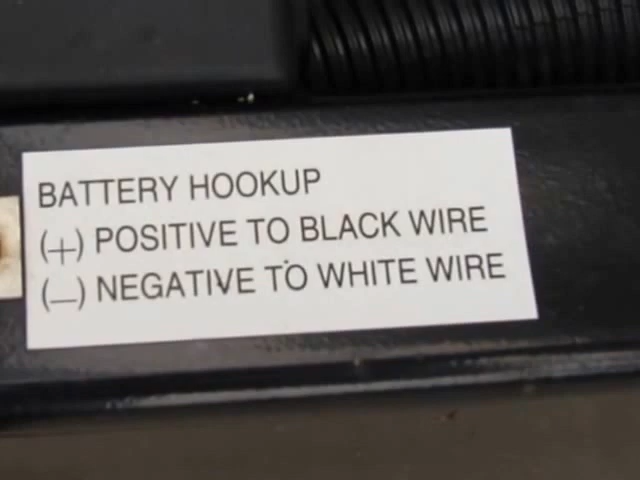 BATTERY HOOKUP
(+) POSITIVE TO BLACK WIRE
(—) NEGATIVE TO WHITE WIRE